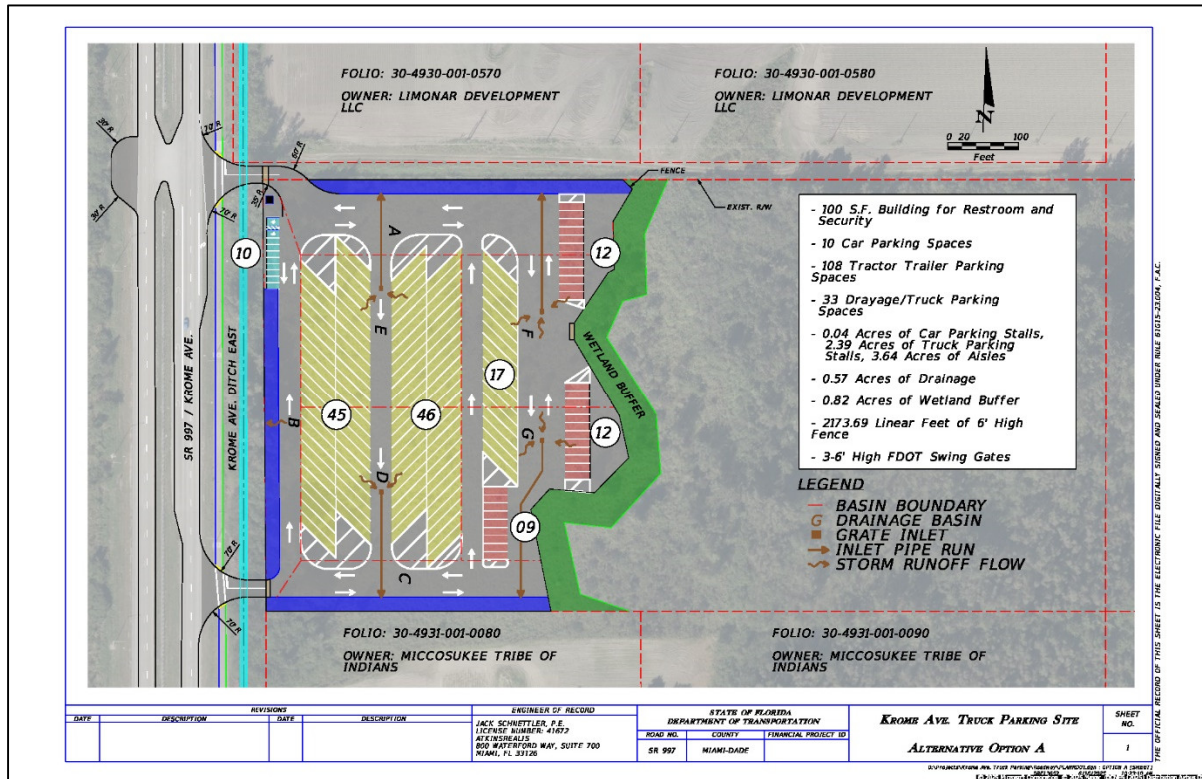 FOLIO: 30-4930-001-0570
OWNER: LIMONAR DEVELOPMENT
LLC
FOLIO: 30-4930-001-0580
OWNER: LIMONAR DEVELOPMENT
LLC
N
0 20 100
Feet
30' R
70' R
60' R
30' R
70' R
39' R
FENCE
EXIST. R/W
10
12
A
E
F
17
45
46
12
B
D
G
09
C
WETLAND BUFFER
SR 997 / KROME AVE.
KROME AVE. DITCH EAST
70' R
70' R
- 100 S.F. Building for Restroom and
Security
- 10 Car Parking Spaces
- 108 Tractor Trailer Parking
Spaces
- 33 Drayage/Truck Parking
Spaces
- 0.04 Acres of Car Parking Stalls,
2.39 Acres of Truck Parking
Stalls, 3.64 Acres of Aisles
- 0.57 Acres of Drainage
- 0.82 Acres of Wetland Buffer
- 2173.69 Linear Feet of 6' High
Fence
- 3-6' High FDOT Swing Gates
LEGEND
BASIN BOUNDARY
G DRAINAGE BASIN
GRATE INLET
INLET PIPE RUN
STORM RUNOFF FLOW
FOLIO: 30-4931-001-0080
OWNER: MICCOSUKEE TRIBE OF
INDIANS
FOLIO: 30-4931-001-0090
OWNER: MICCOSUKEE TRIBE OF
INDIANS
THE OFFICIAL RECORD OF THIS SHEET IS THE ELECTRONIC FILE DIGITALLY SIGNED AND SEALED UNDER RULE 61G15-23.004, F.A.C.
REVISIONS
DATE DESCRIPTION DATE DESCRIPTION
ENGINEER OF RECORD
JACK SCHNETTLER, P.E.
LICENSE NUMBER: 41672
ATKINSREALIS
800 WATERFORD WAY, SUITE 700
MIAMI, FL 33126
STATE OF FLORIDA
DEPARTMENT OF TRANSPORTATION
ROAD NO. COUNTY FINANCIAL PROJECT ID
SR 997 MIAMI-DADE
KROME AVE. TRUCK PARKING SITE
ALTERNATIVE OPTION A
SHEET
NO.
1